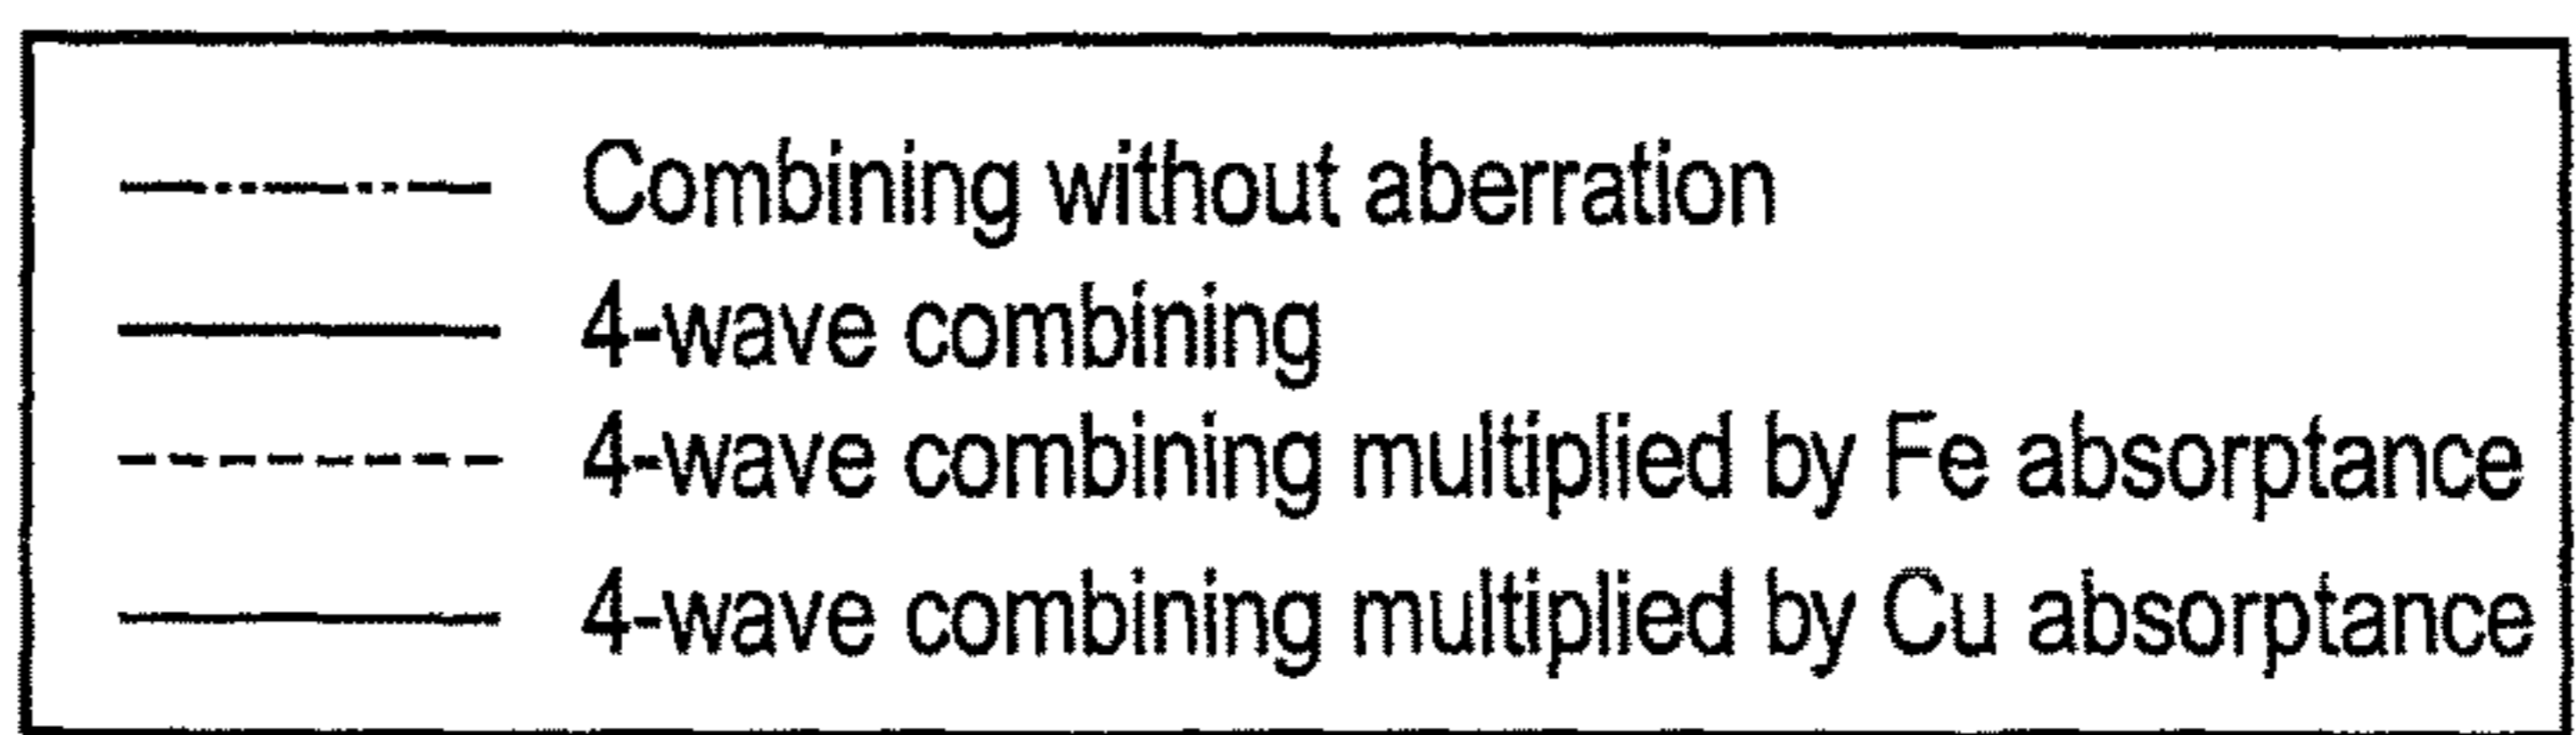 Combining without aberration
4-wave combining
4-wave combining multiplied by Fe absorptance
4-wave combining multiplied by Cu absorptance